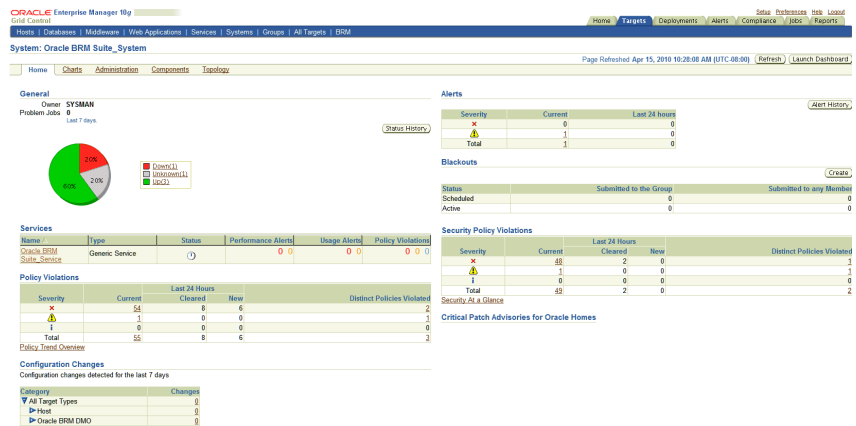 ORACLE Enterprise Manager 10g
Grid Control
Setup Preferences Help Logout
Home Targets Deployments Alerts Compliance Jobs Reports
Hosts | Databases | Middleware | Web Applications | Services | Systems | Groups | All Targets | BRM
System: Oracle BRM Suite_System
Page Refreshed Apr 15, 2010 10:28:08 AM (UTC-08:00) Refresh Launch Dashboard
Home Charts Administration Components Topology
General
Owner SYSMAN
Problem Jobs 0
Last 7 days.
Status History
20%
20%
60%
Down(1)
Unknown(1)
Up(3)
Services
Name Type Status Performance Alerts Usage Alerts Policy Violations
Oracle BRM Suite_Service Generic Service 0 0 0 0 0 0 0
Policy Violations
Last 24 Hours
Severity Current Cleared New Distinct Policies Violated
54 8 6 2
1 0 0 1
0 0 0 0
Total 55 8 6 3
Policy Trend Overview
Configuration Changes
Configuration changes detected for the last 7 days
Category Changes
All Target Types 0
Host 0
Oracle BRM DMO 0
Alerts
Alert History
Severity Current Last 24 hours
0 0
1 0
Total 1 0
Blackouts
Create
Status Submitted to the Group Submitted to any Member
Scheduled 0 0
Active 0 0
Security Policy Violations
Last 24 Hours
Severity Current Cleared New Distinct Policies Violated
48 2 0 1
1 0 0 1
0 0 0 0
Total 49 2 0 2
Security At a Glance
Critical Patch Advisories for Oracle Homes